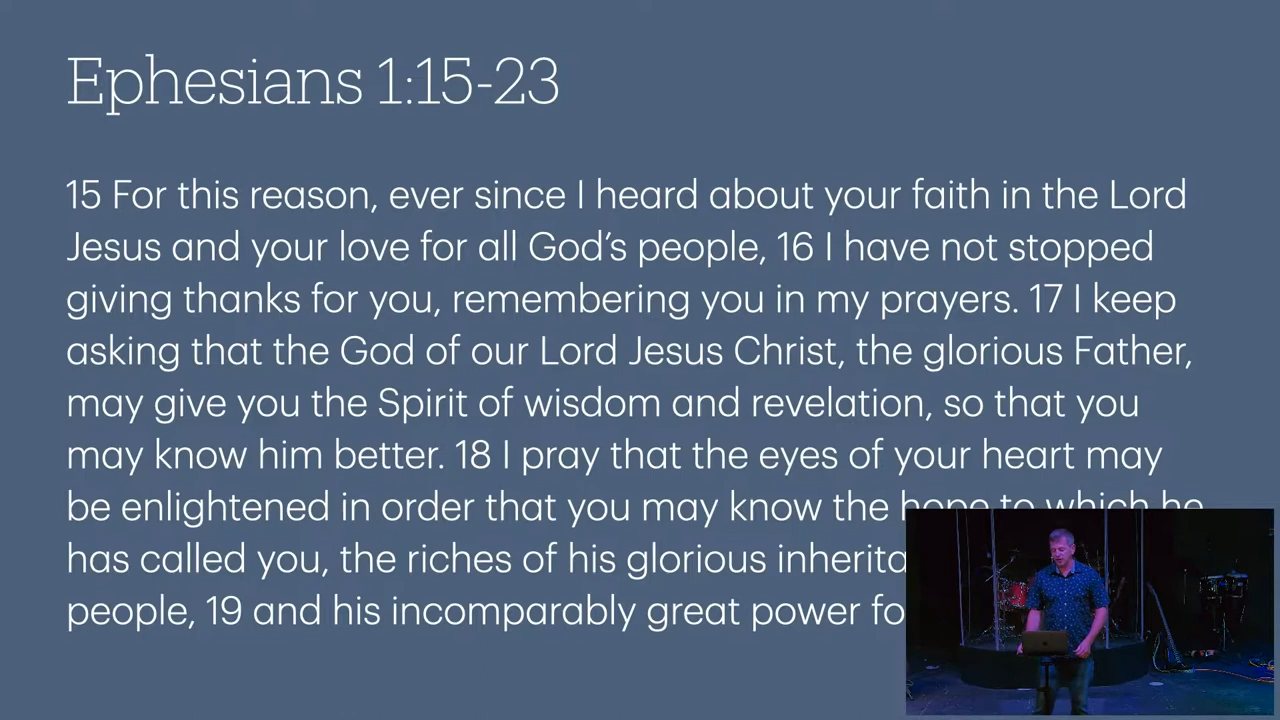 Ephesians 1:15-23
15 For this reason, ever since I heard about your faith in the Lord
Jesus and your love for all God’s people, 16 I have not stopped
giving thanks for you, remembering you in my prayers. 17 I keep
asking that the God of our Lord Jesus Christ, the glorious Father,
may give you the Spirit of wisdom and revelation, so that you
may know him better. 18 I pray that the eyes of your heart may
be enlightened in order that you may know the hope to which he
has called you, the riches of his glorious
people, 19 and his incomparably great power